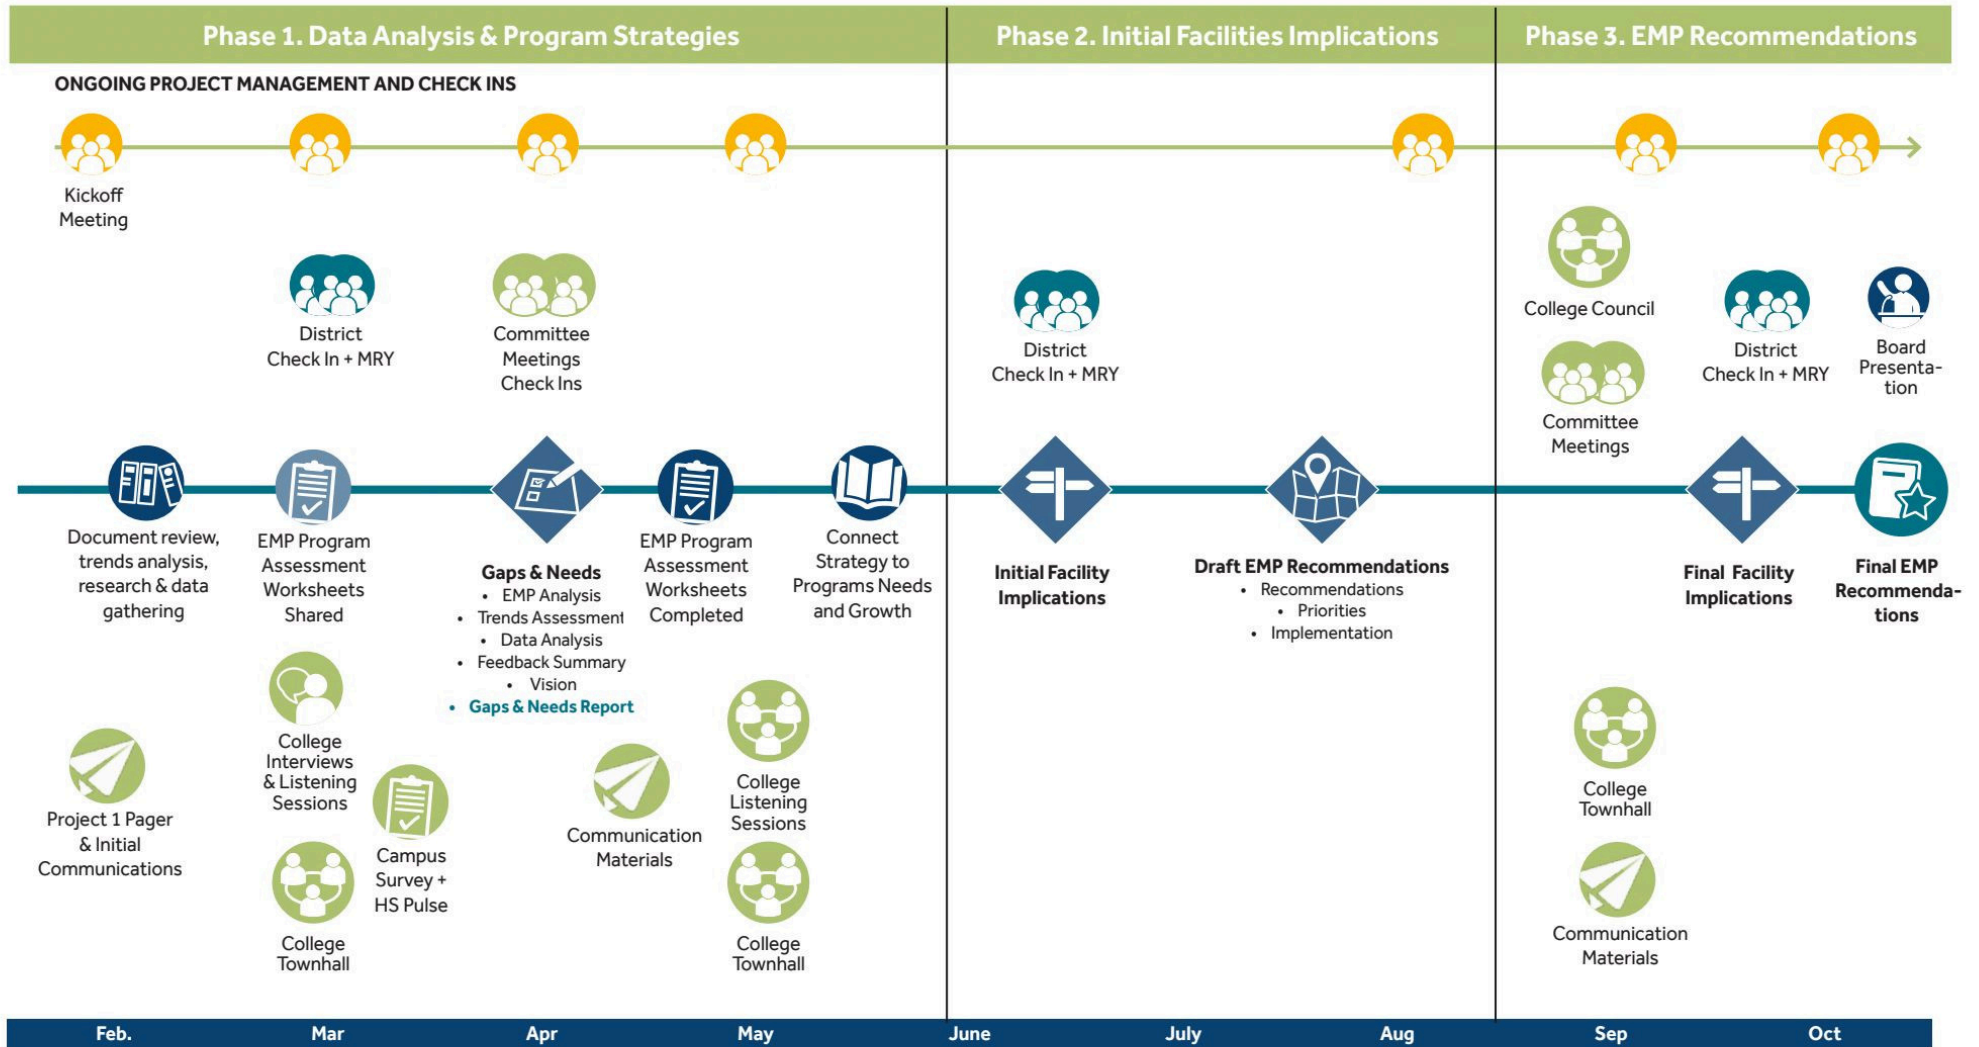 Phase 1. Data Analysis & Program Strategies
Phase 2. Initial Facilities Implications
Phase 3. EMP Recommendations
ONGOING PROJECT MANAGEMENT AND CHECK INS
Kickoff
Meeting
District
Check In + MRY
Committee
Meetings
Check Ins
District
Check In + MRY
College Council
Committee
Meetings
District
Check In + MRY
Board
Presenta-
tion
Document review,
trends analysis,
research & data
gathering
EMP Program
Assessment
Worksheets
Shared
Gaps & Needs
• EMP Analysis
• Trends Assessment
• Data Analysis
• Feedback Summary
• Vision
• Gaps & Needs Report
EMP Program
Assessment
Worksheets
Completed
Connect
Strategy to
Programs Needs
and Growth
Initial Facility
Implications
Draft EMP Recommendations
• Recommendations
• Priorities
• Implementation
Final Facility
Implications
Final EMP
Recommenda-
tions
Project 1 Pager
& Initial
Communications
College
Interviews
& Listening
Sessions
College
Townhall
Campus
Survey +
HS Pulse
Communication
Materials
College
Listening
Sessions
College
Townhall
College
Townhall
Communication
Materials
Feb.
Mar
Apr
May
June
July
Aug
Sep
Oct